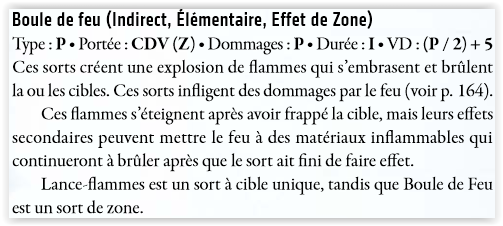 Boule de feu (Indirect, Élémentaire, Effet de Zone)
Type : P • Portée : CDV (Z) • Dommages : P • Durée : I • VD : (P / 2) + 5
Ces sorts créent une explosion de flammes qui s’embrasent et brûlent
la ou les cibles. Ces sorts infligent des dommages par le feu (voir p. 164).
Ces flammes s’éteignent après avoir frappé la cible, mais leurs effets
secondaires peuvent mettre le feu à des matériaux inflammables qui
continueront à brûler après que le sort ait fini de faire effet.
Lance-flammes est un sort à cible unique, tandis que Boule de Feu
est un sort de zone.